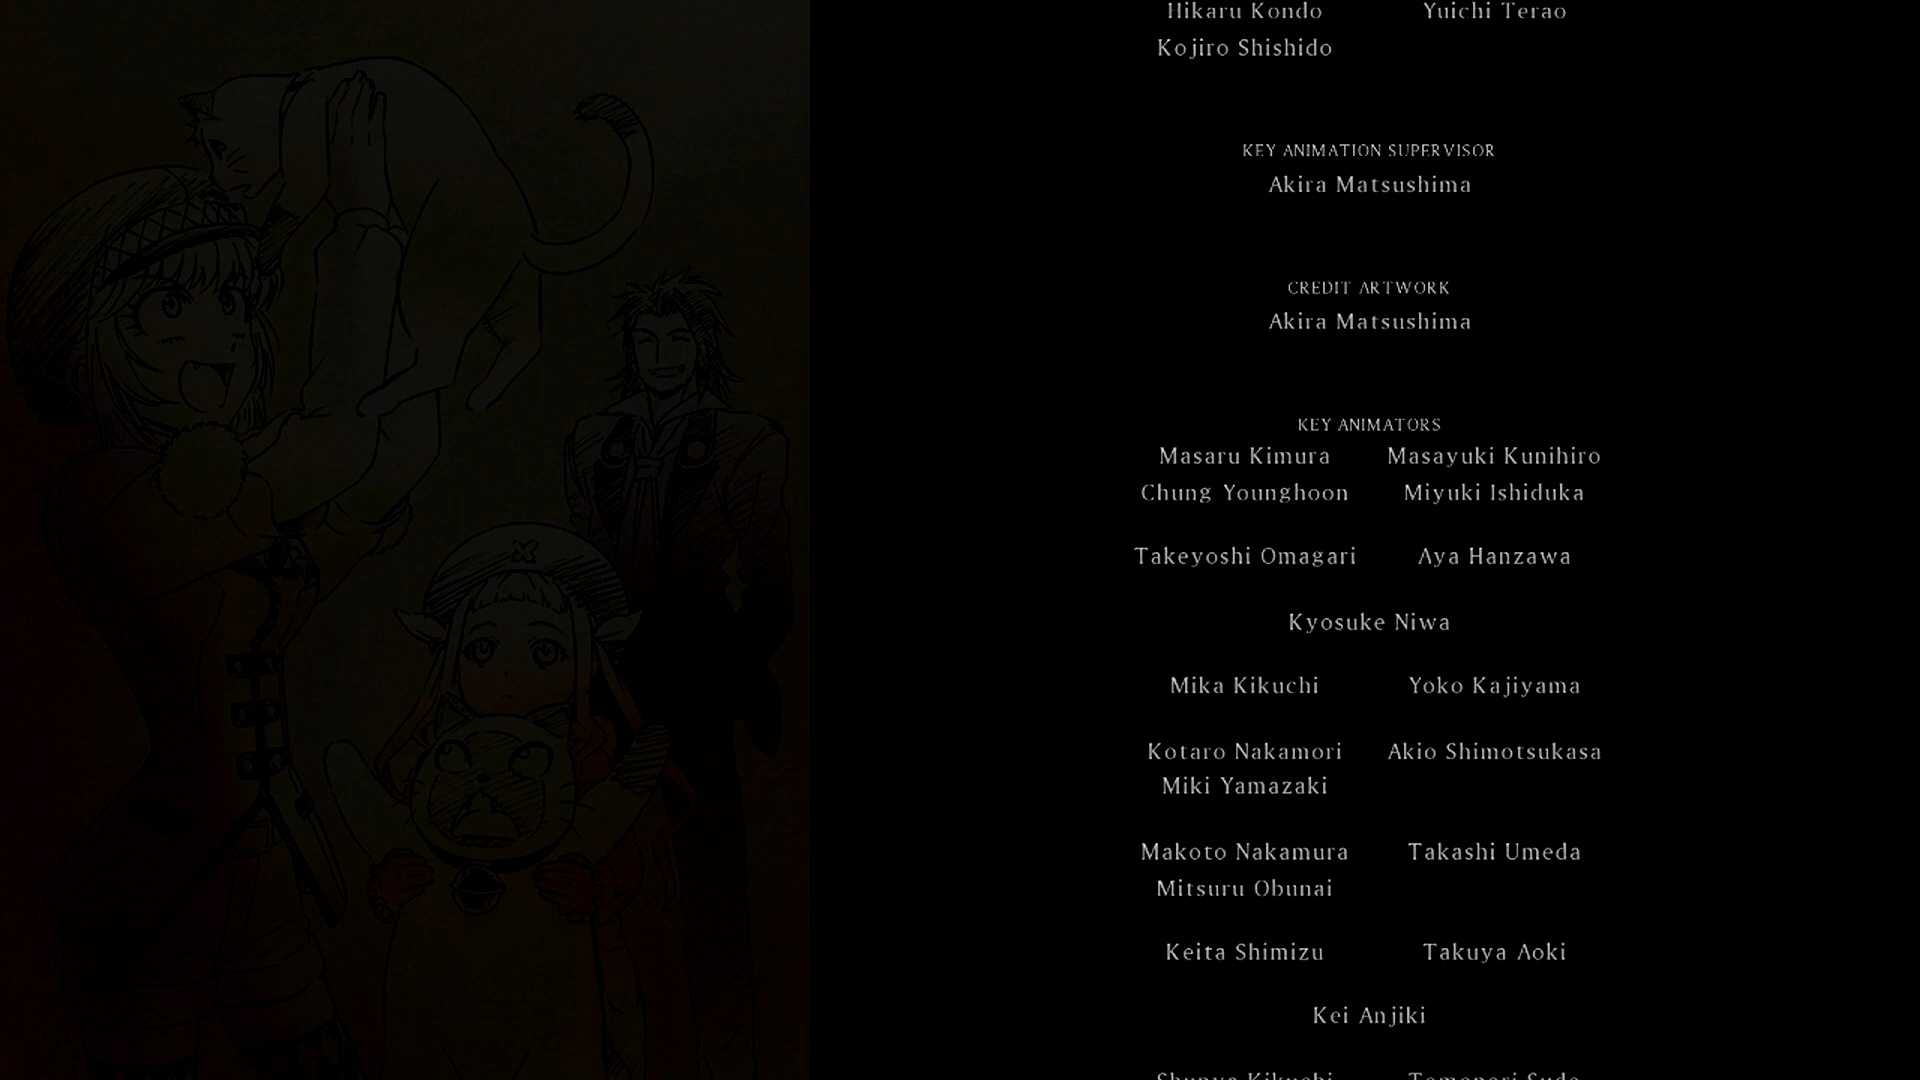 Hikaru Kondo Yuichi Terao
Kojiro Shishido
KEY ANIMATION SUPERVISOR
Akira Matsushima
CREDIT ARTWORK
Akira Matsushima
KEY ANIMATORS
Masaru Kimura Masayuki Kunihiro
Chung Younghoon Miyuki Ishiduka
Takeyoshi Omagari Aya Hanzawa
Kyosuke Niwa
Mika Kikuchi Yoko Kajiyama
Kotaro Nakamori Akio Shimotsukasa
Miki Yamazaki
Makoto Nakamura Takashi Umeda
Mitsuru Obunai
Keita Shimizu Takuya Aoki
Kei Anjiki